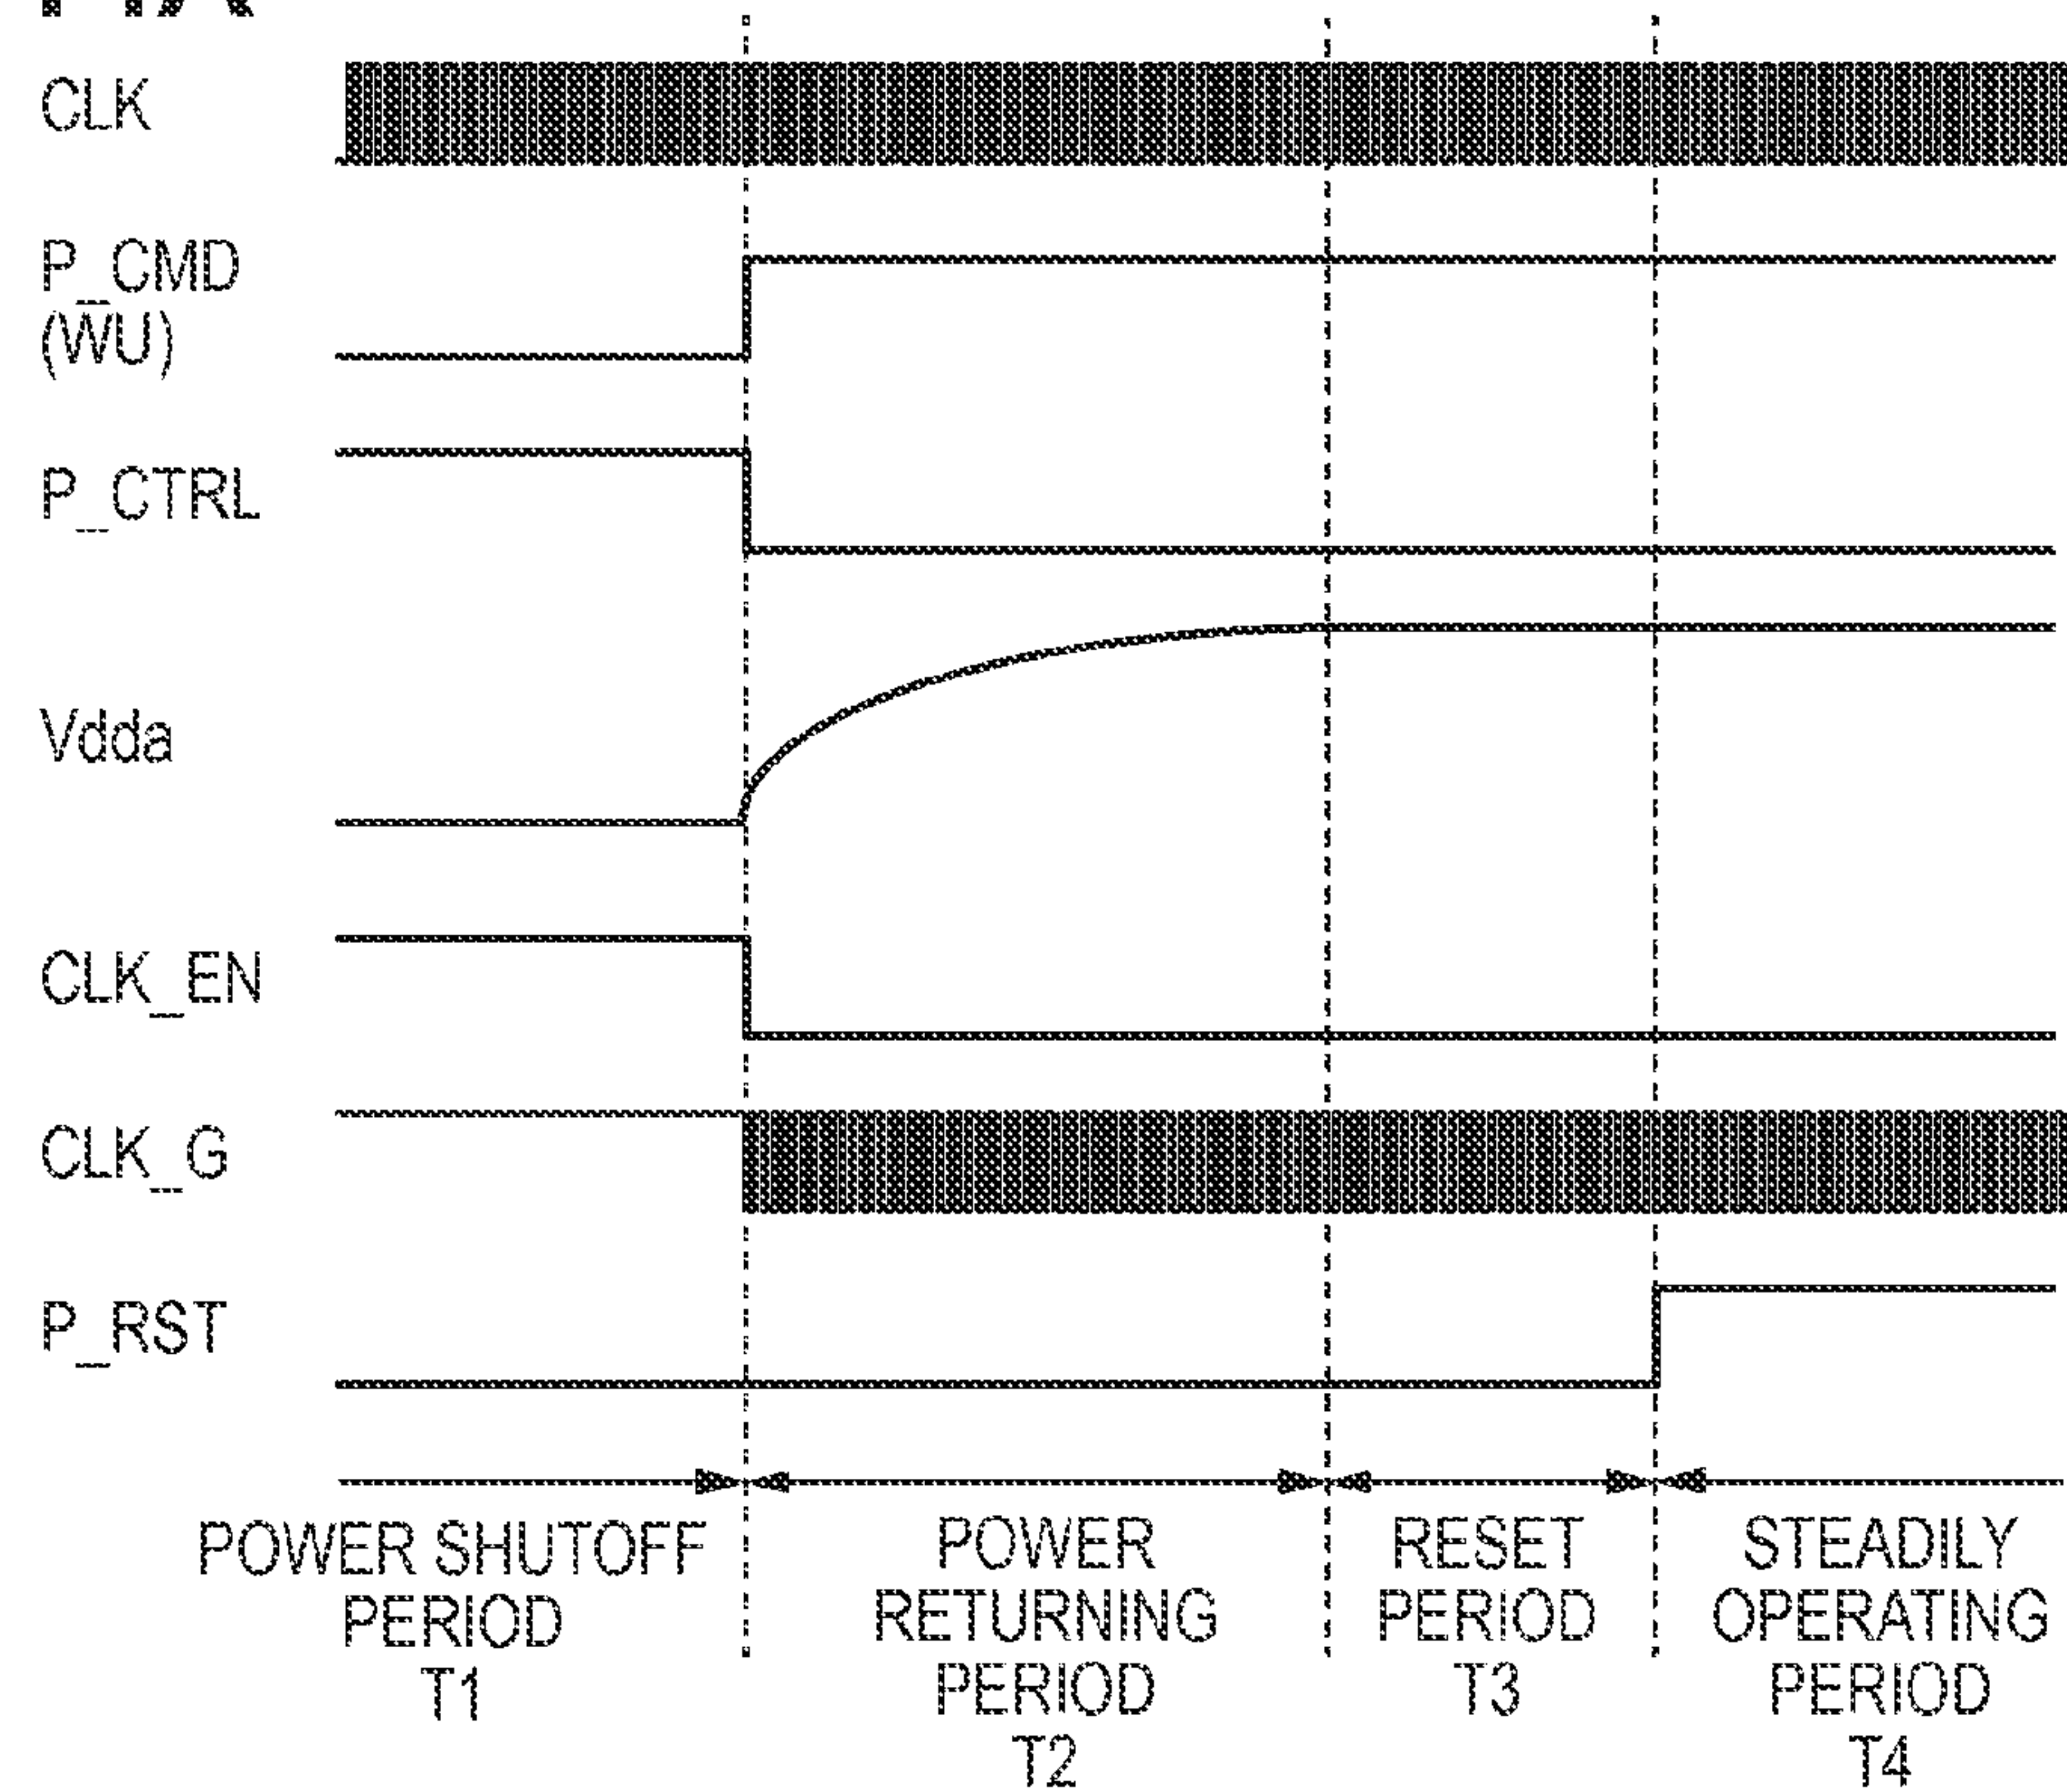 CLK
P_CMD
(WU)
P_CTRL
Vdda
CLK_EN
CLK_G
P_RST
POWER SHUTOFF
PERIOD
T1
POWER
RETURNING
PERIOD
T2
RESET
PERIOD
T3
STEADILY
OPERATING
PERIOD
T4